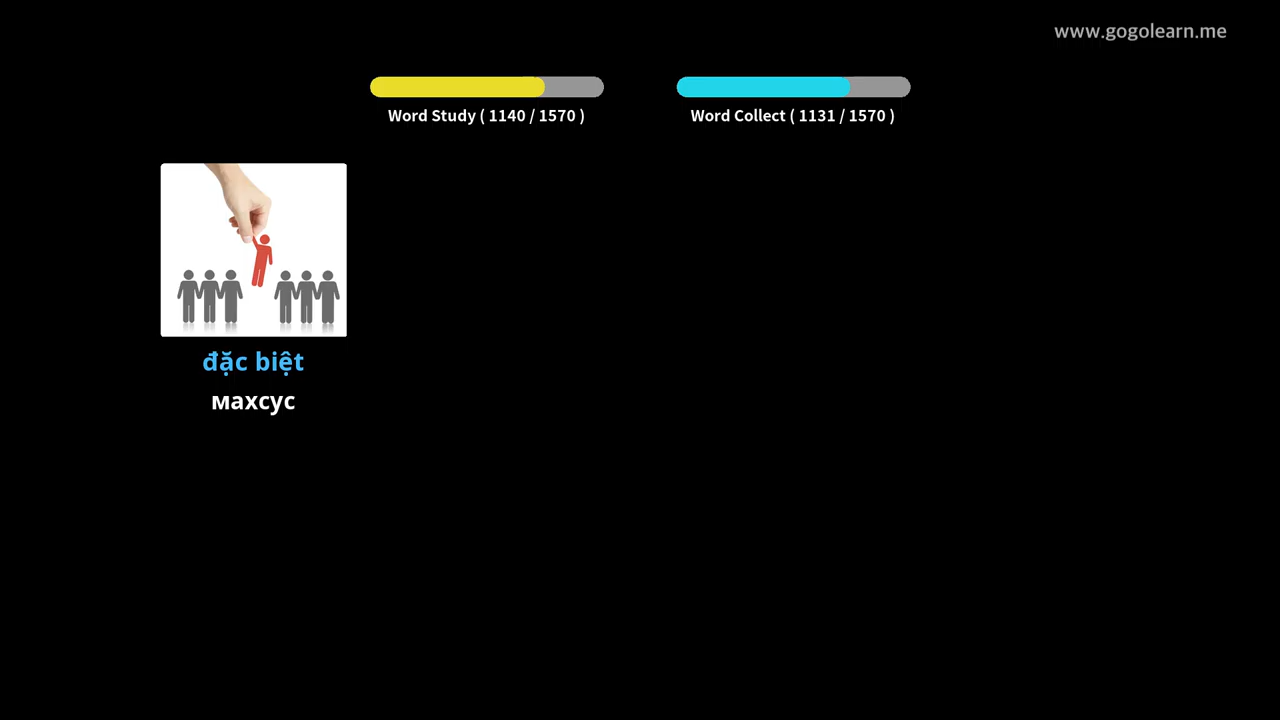 www.gogolearn.me
Word Study ( 1140 / 1570 )
Word Collect ( 1131 / 1570 )
đặc biệt
махсус